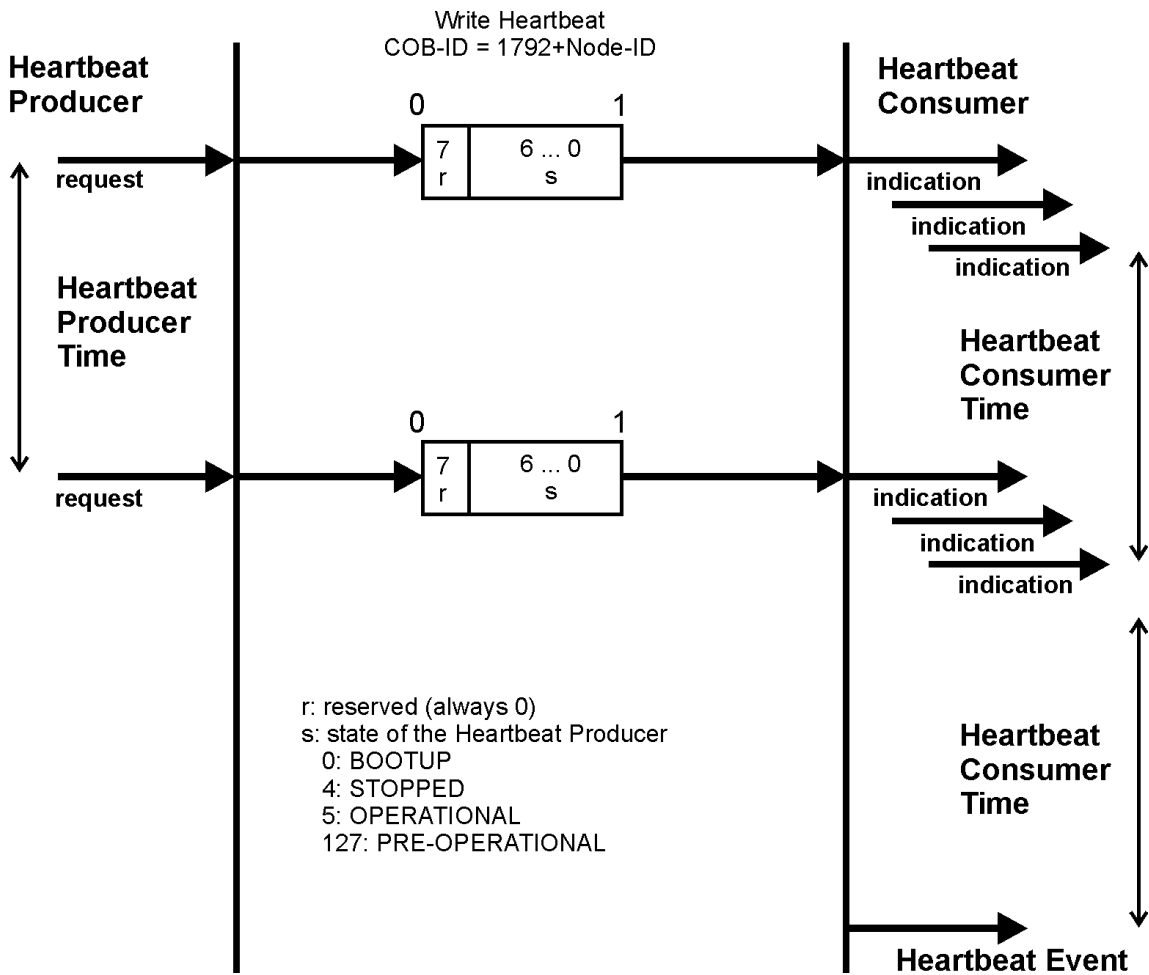 Write Heartbeat
COB-ID = 1792+Node-ID
Heartbeat
Producer
Heartbeat
Consumer
0
1
7
6 ... 0
r
s
request
indication
indication
indication
Heartbeat
Producer
Time
Heartbeat
Consumer
Time
0
1
7
6 ... 0
r
s
request
indication
indication
indication
r: reserved (always 0)
s: state of the Heartbeat Producer
0: BOOTUP
4: STOPPED
5: OPERATIONAL
127: PRE-OPERATIONAL
Heartbeat
Consumer
Time
Heartbeat Event